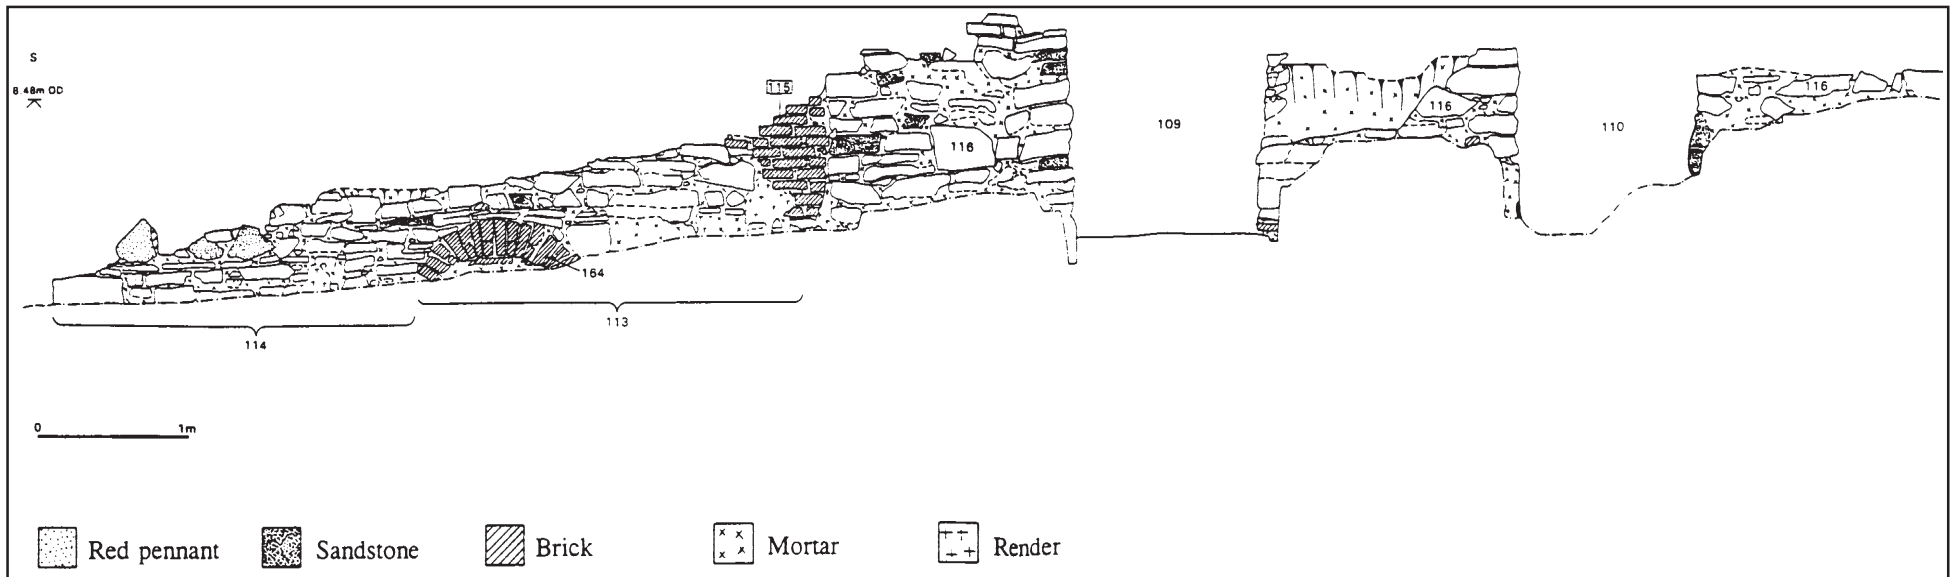 S
8.48m OD
115
109
110
116
116
116
164
113
114
0 1m
Red pennant
Sandstone
Brick
Mortar
Render